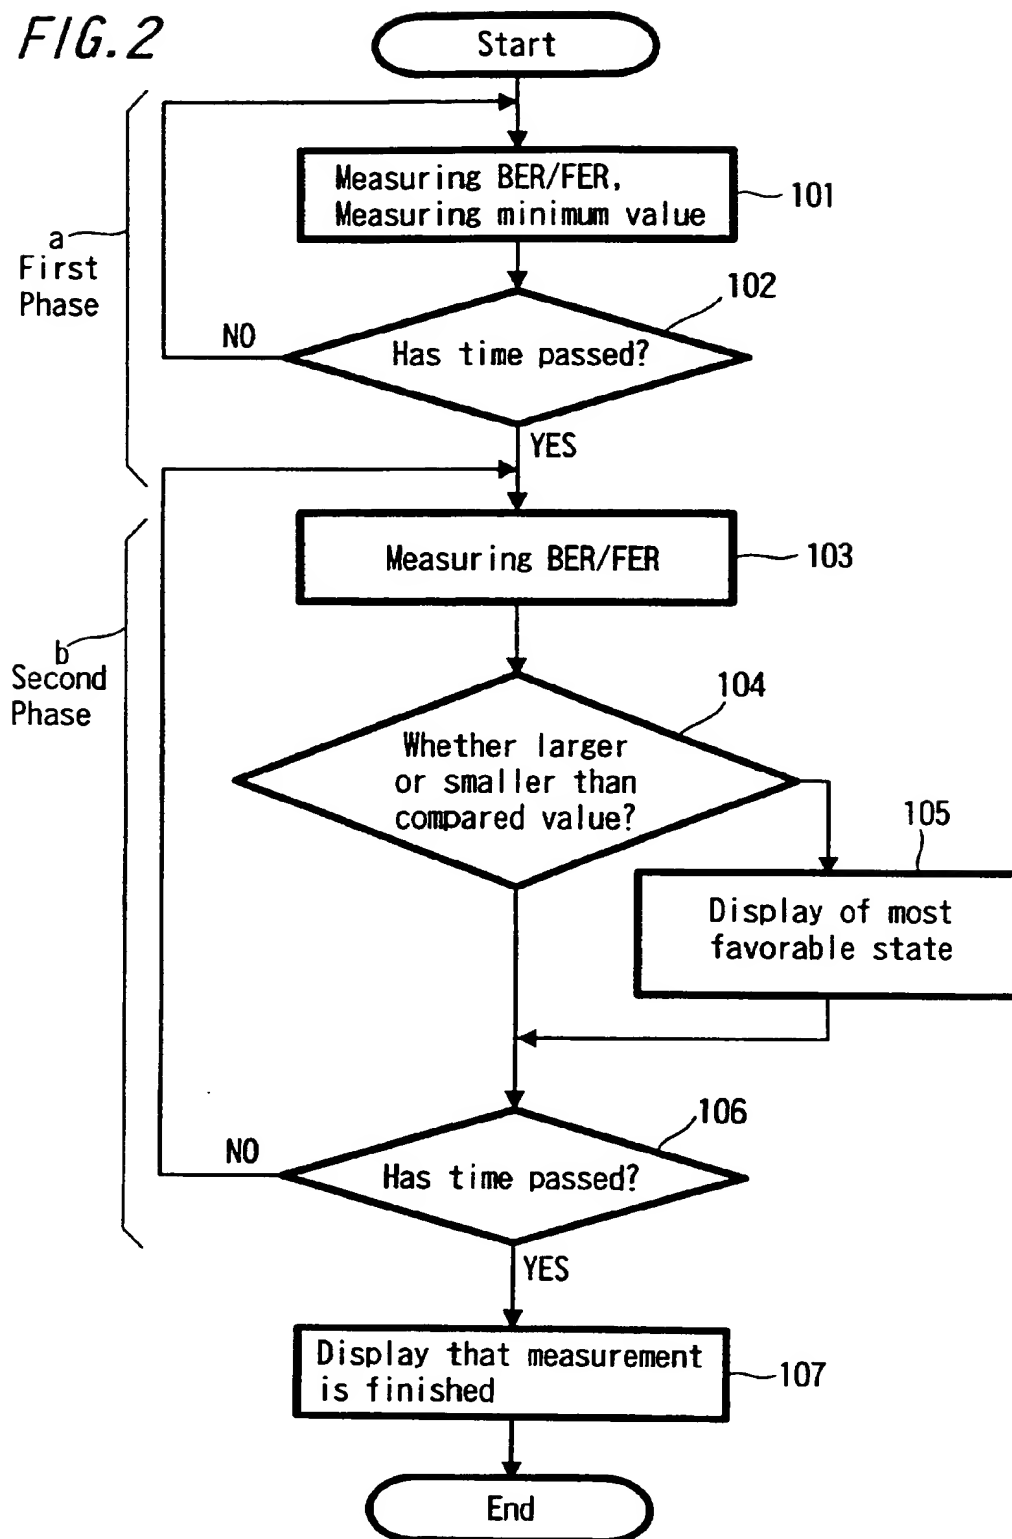 FIG.2
Start
Measuring BER/FER,
Measuring minimum value
101
a
First
Phase
102
NO
Has time passed?
YES
Measuring BER/FER
103
b
Second
Phase
104
Whether larger
or smaller than
compared value?
105
Display of most
favorable state
106
NO
Has time passed?
YES
Display that measurement
is finished
107
End